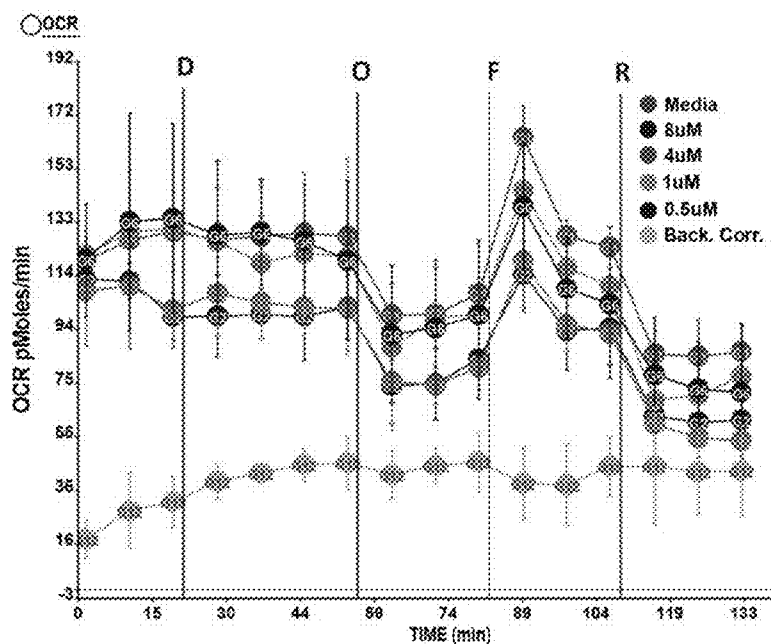 OCR
192
172
153
133
114
94
75
56
36
16
-3
OCR pMoles/min
D
O
F
R
Media
8uM
4uM
1uM
0.5uM
Back. Corr.
0 15 30 44 59 74 89 104 119 133
TIME (min)